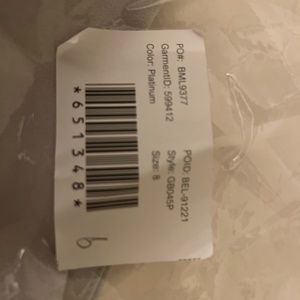 PO#: BML9377
GarmentID: 599412
Color: Platinum
POID: BEL-91221
Style: GB045P
Size: 8
*651348*
6